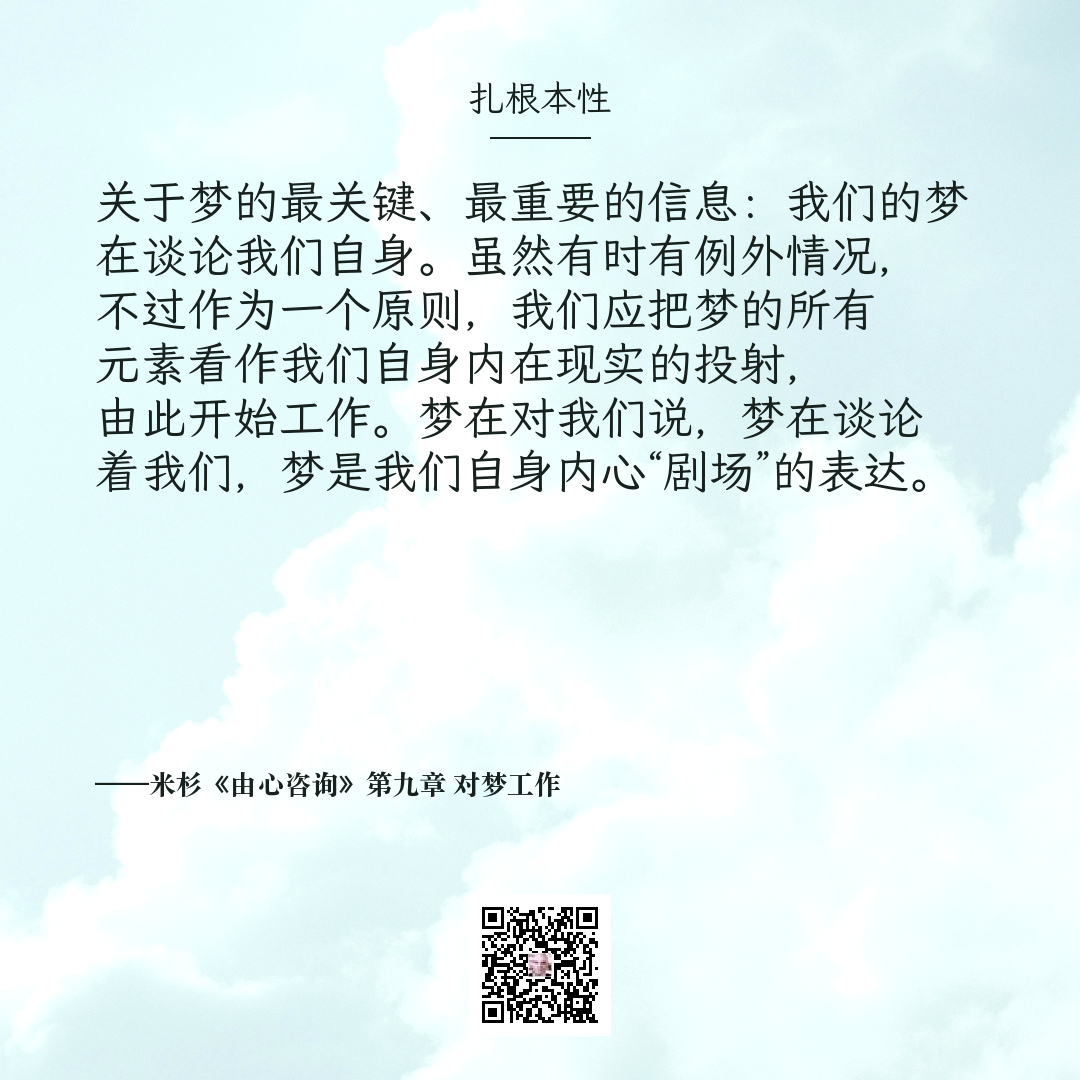 扎根本性
关于梦的最关键、最重要的信息：我们的梦
在谈论我们自身。虽然有时有例外情况，
不过作为一个原则，我们应把梦的所有
元素看作我们自身内在现实的投射，
由此开始工作。梦在对我们说，梦在谈论
着我们，梦是我们自身内心“剧场”的表达。
——米杉《由心咨询》第九章 对梦工作